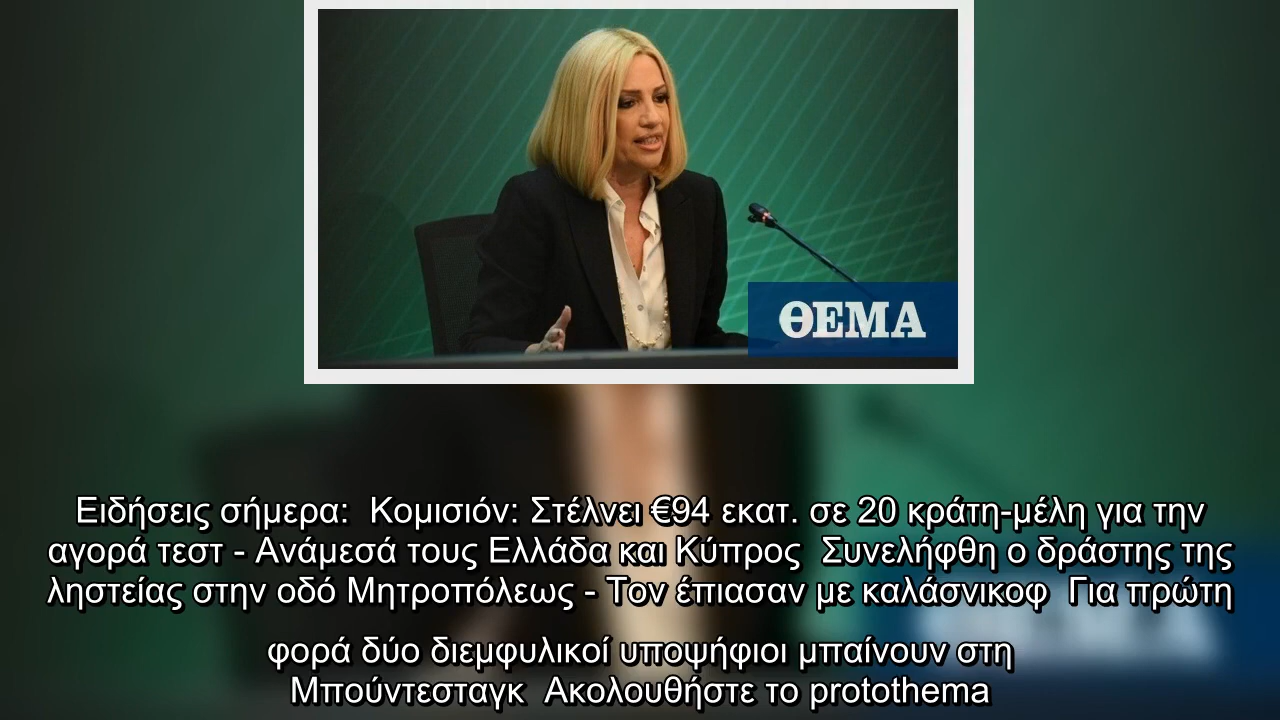 ΘΕΜΑ
Ειδήσεις σήμερα:  Κομισιόν: Στέλνει €94 εκατ. σε 20 κράτη-μέλη για την
αγορά τεστ - Ανάμεσά τους Ελλάδα και Κύπρος  Συνελήφθη ο δράστης της
ληστείας στην οδό Μητροπόλεως - Τον έπιασαν με καλάσνικοφ  Για πρώτη
φορά δύο διεμφυλικοί υποψήφιοι μπαίνουν στη
Μπούντεσταγκ  Ακολουθήστε το protothema